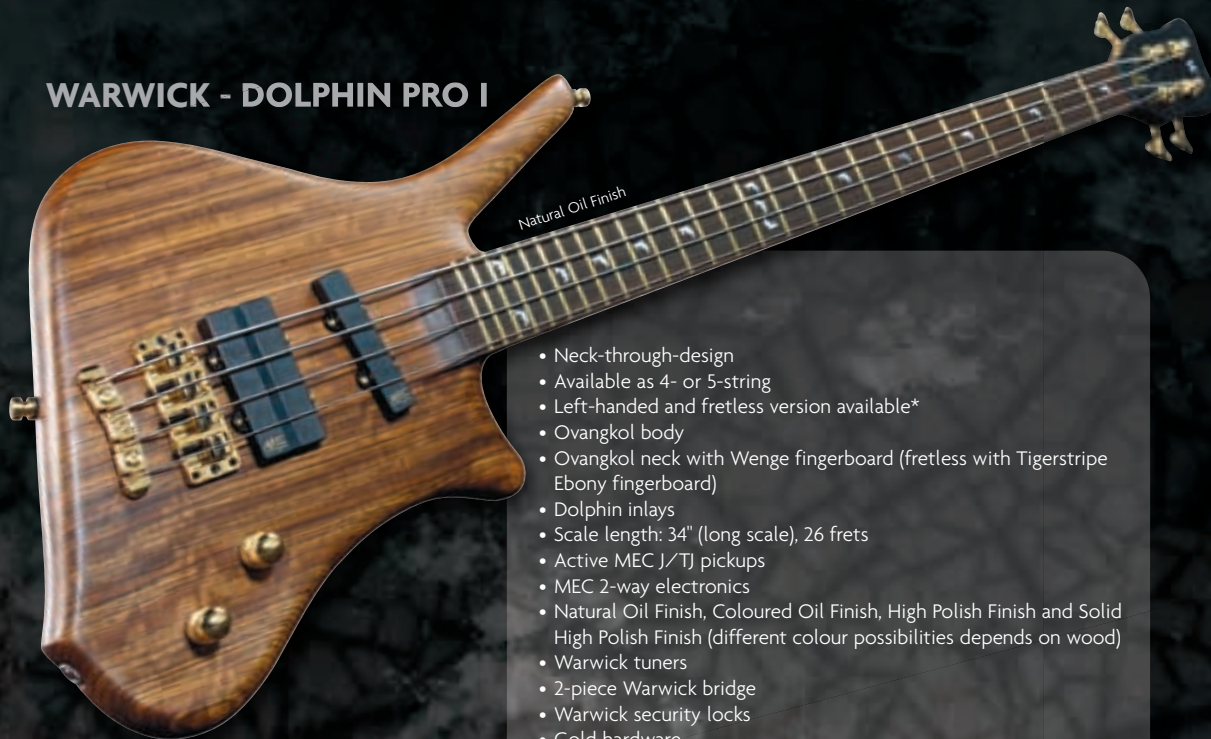 WARWICK - DOLPHIN PRO I
Natural Oil Finish
• Neck-through-design
• Available as 4- or 5-string
• Left-handed and fretless version available*
• Ovangkol body
• Ovangkol neck with Wenge fingerboard (fretless with Tigerstripe
Ebony fingerboard)
• Dolphin inlays
• Scale length: 34" (long scale), 26 frets
• Active MEC J/TJ pickups
• MEC 2-way electronics
• Natural Oil Finish, Coloured Oil Finish, High Polish Finish and Solid
High Polish Finish (different colour possibilities depends on wood)
• Warwick tuners
• 2-piece Warwick bridge
• Warwick security locks
• Gold hardware